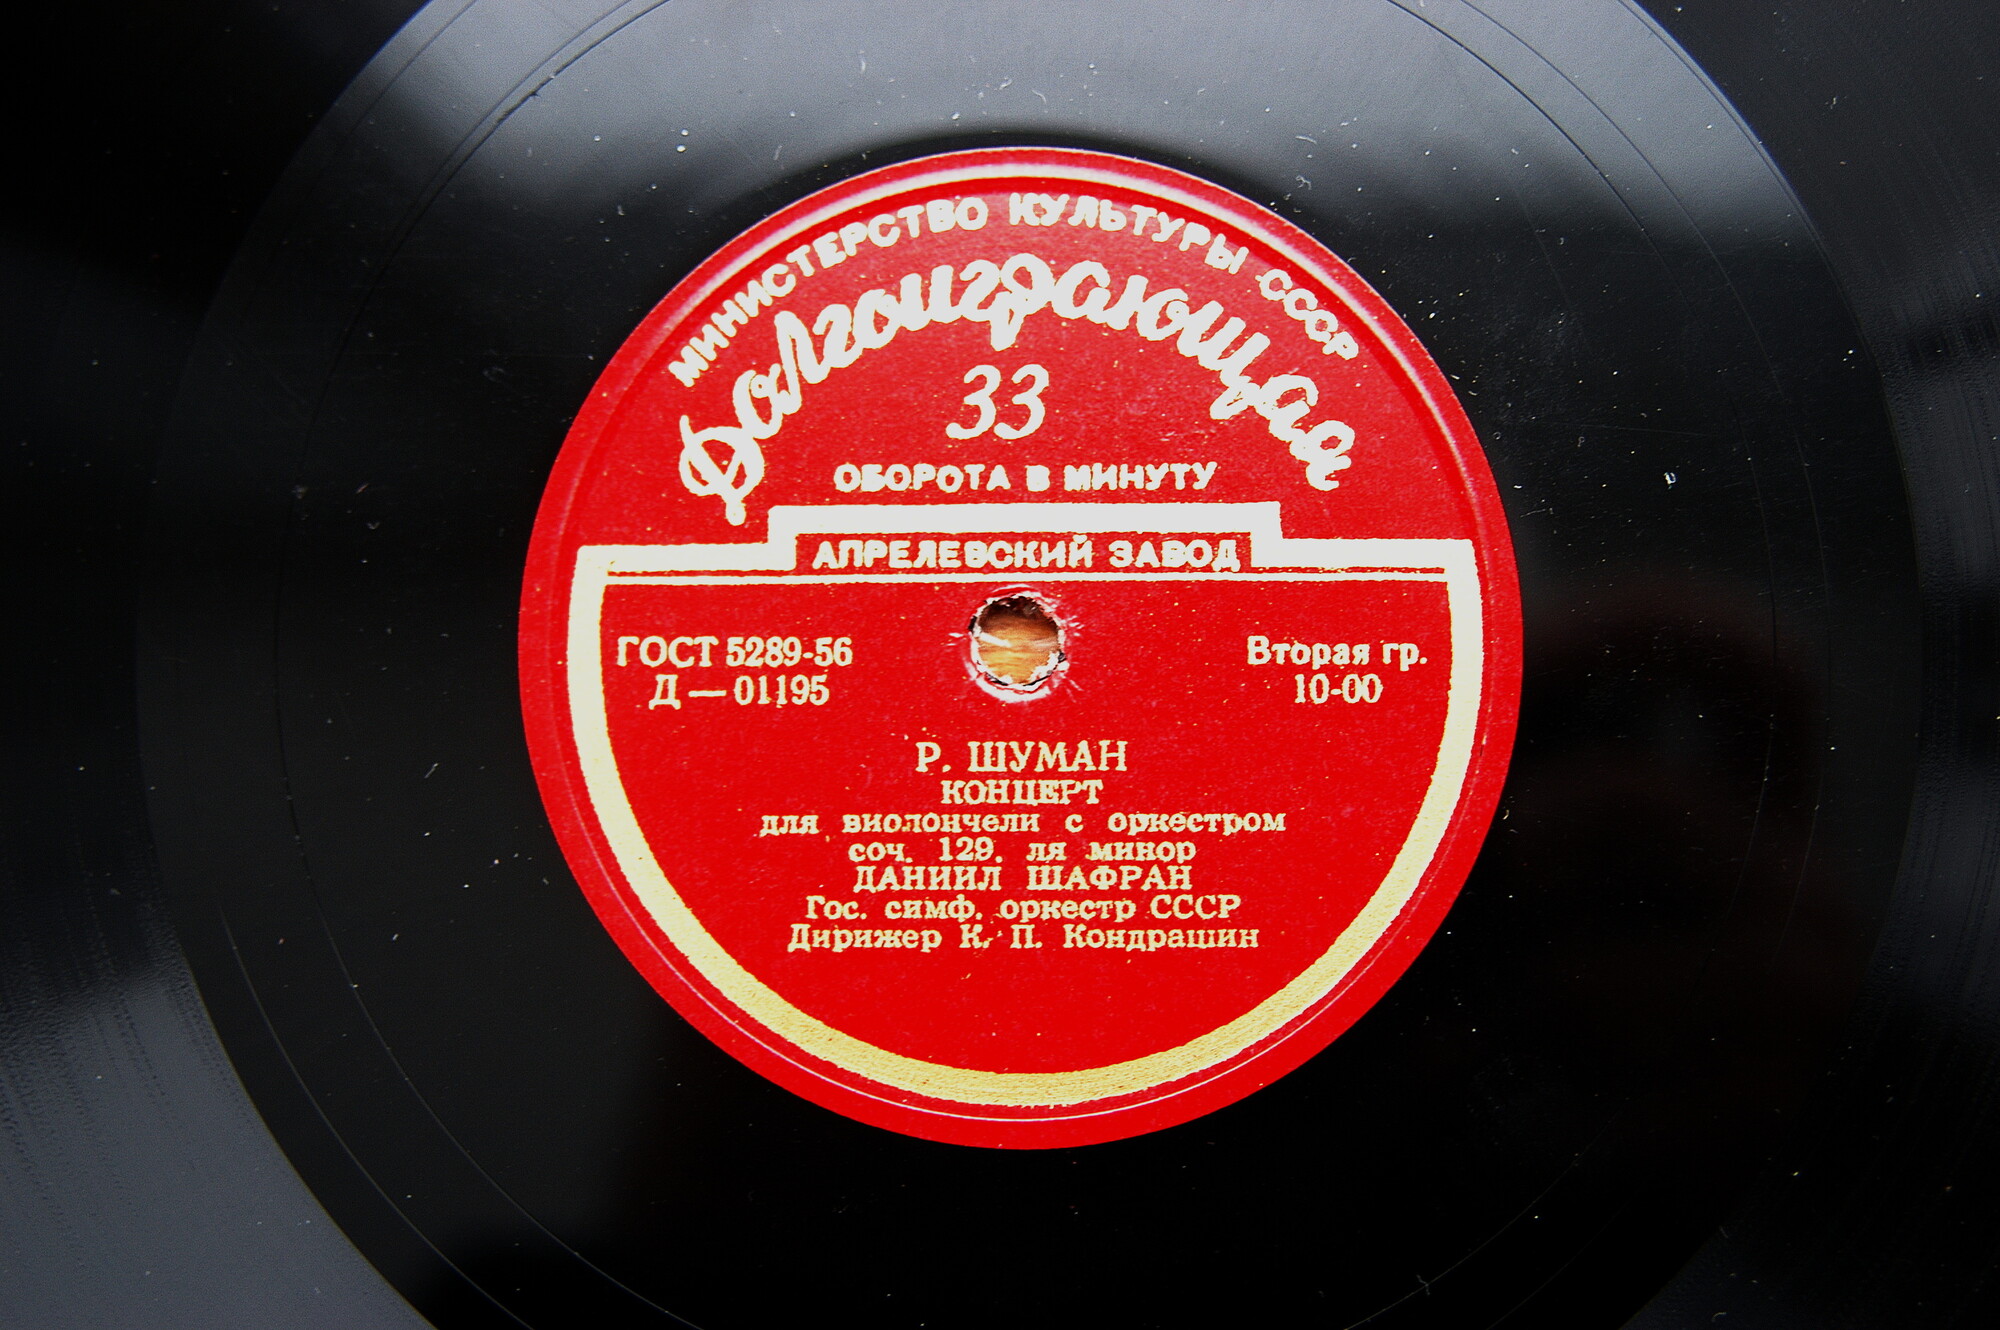 МИНИСТЕРСТВО КУЛЬТУРЫ СССР
Долгоиграющая
33
ОБОРОТА В МИНУТУ
АПРЕЛЕВСКИЙ ЗАВОД
ГОСТ 5289-56
Д — 01195
Вторая гр.
10-00
Р. ШУМАН
КОНЦЕРТ
для виолончели с оркестром
соч. 129. ля минор
ДАНИИЛ ШАФРАН
Гос. симф. оркестр СССР
Дирижер К. П. Кондрашин